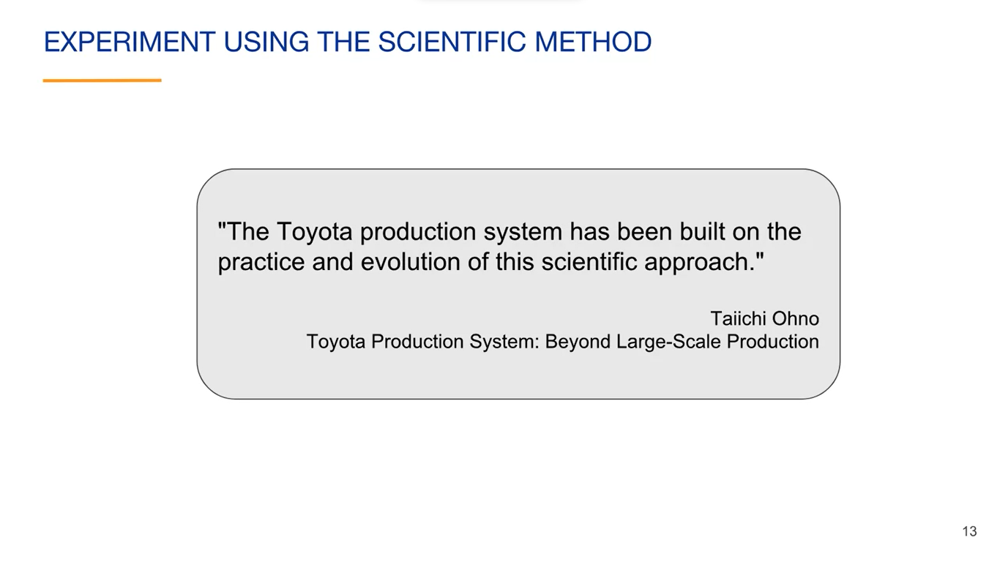 EXPERIMENT USING THE SCIENTIFIC METHOD
"The Toyota production system has been built on the
practice and evolution of this scientific approach."
Taiichi Ohno
Toyota Production System: Beyond Large-Scale Production
13